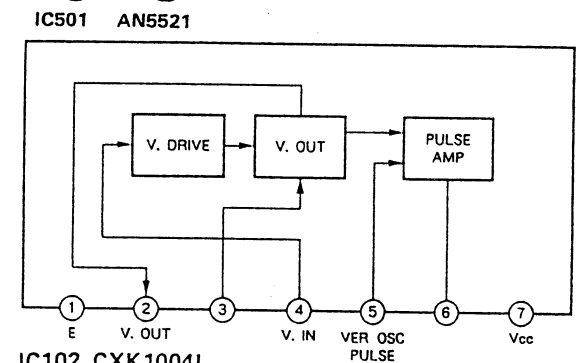 IC501 AN5521
V. DRIVE
V. OUT
PULSE
AMP
1 2 3 4 5 6 7
E V. OUT V. IN VER OSC Vcc
PULSE
IC102 CXK1004L